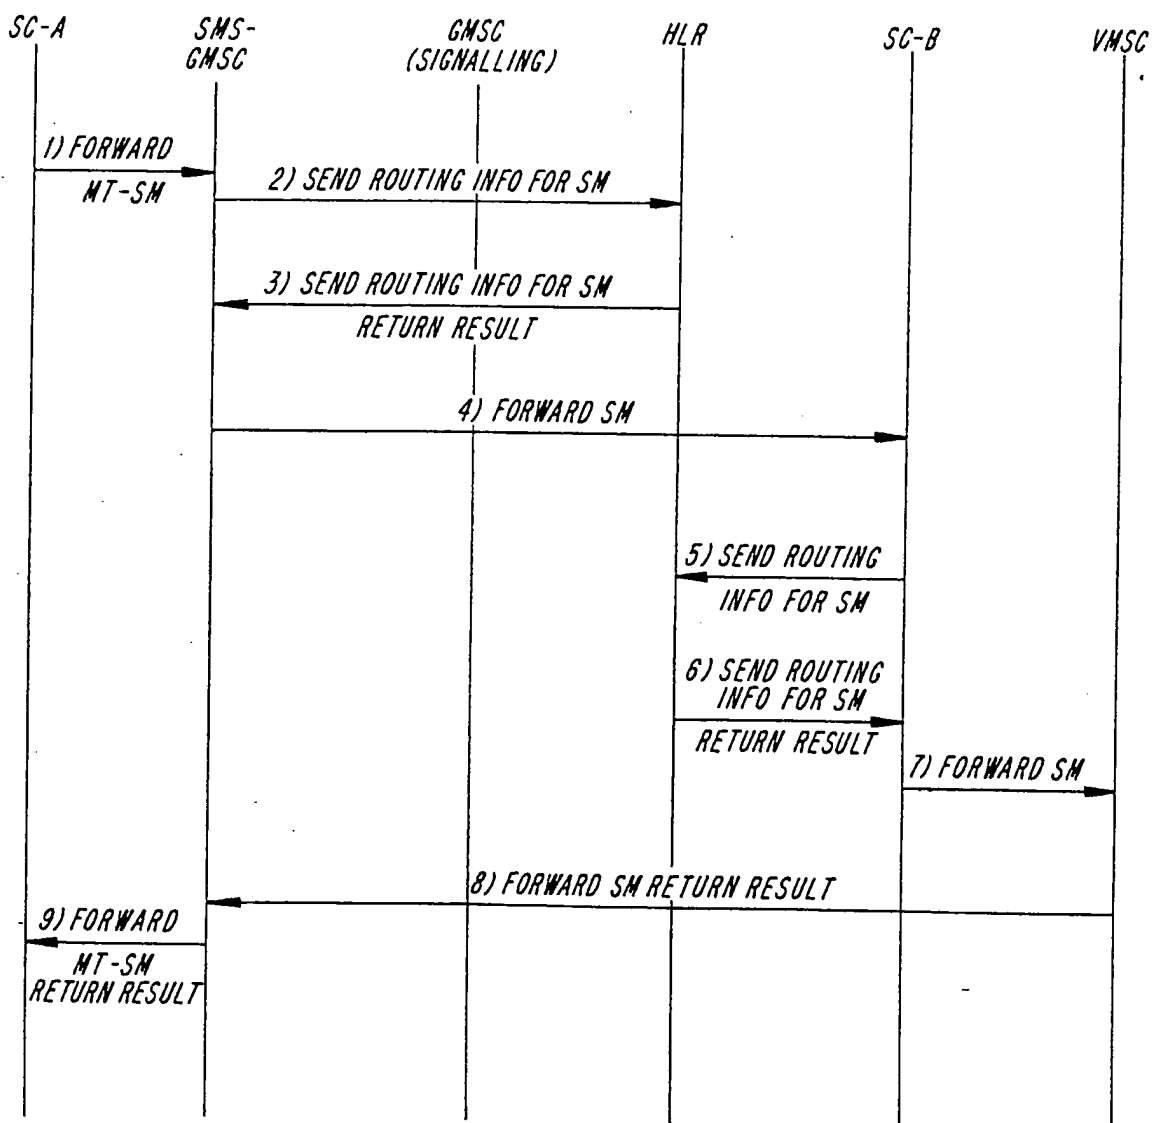 SC-A
SMS-
GMSC
GMSC
(SIGNALLING)
HLR
SC-B
VMSC
1) FORWARD
MT-SM
2) SEND ROUTING INFO FOR SM
3) SEND ROUTING INFO FOR SM
RETURN RESULT
4) FORWARD SM
5) SEND ROUTING
INFO FOR SM
6) SEND ROUTING
INFO FOR SM
RETURN RESULT
7) FORWARD SM
8) FORWARD SM RETURN RESULT
9) FORWARD
MT-SM
RETURN RESULT